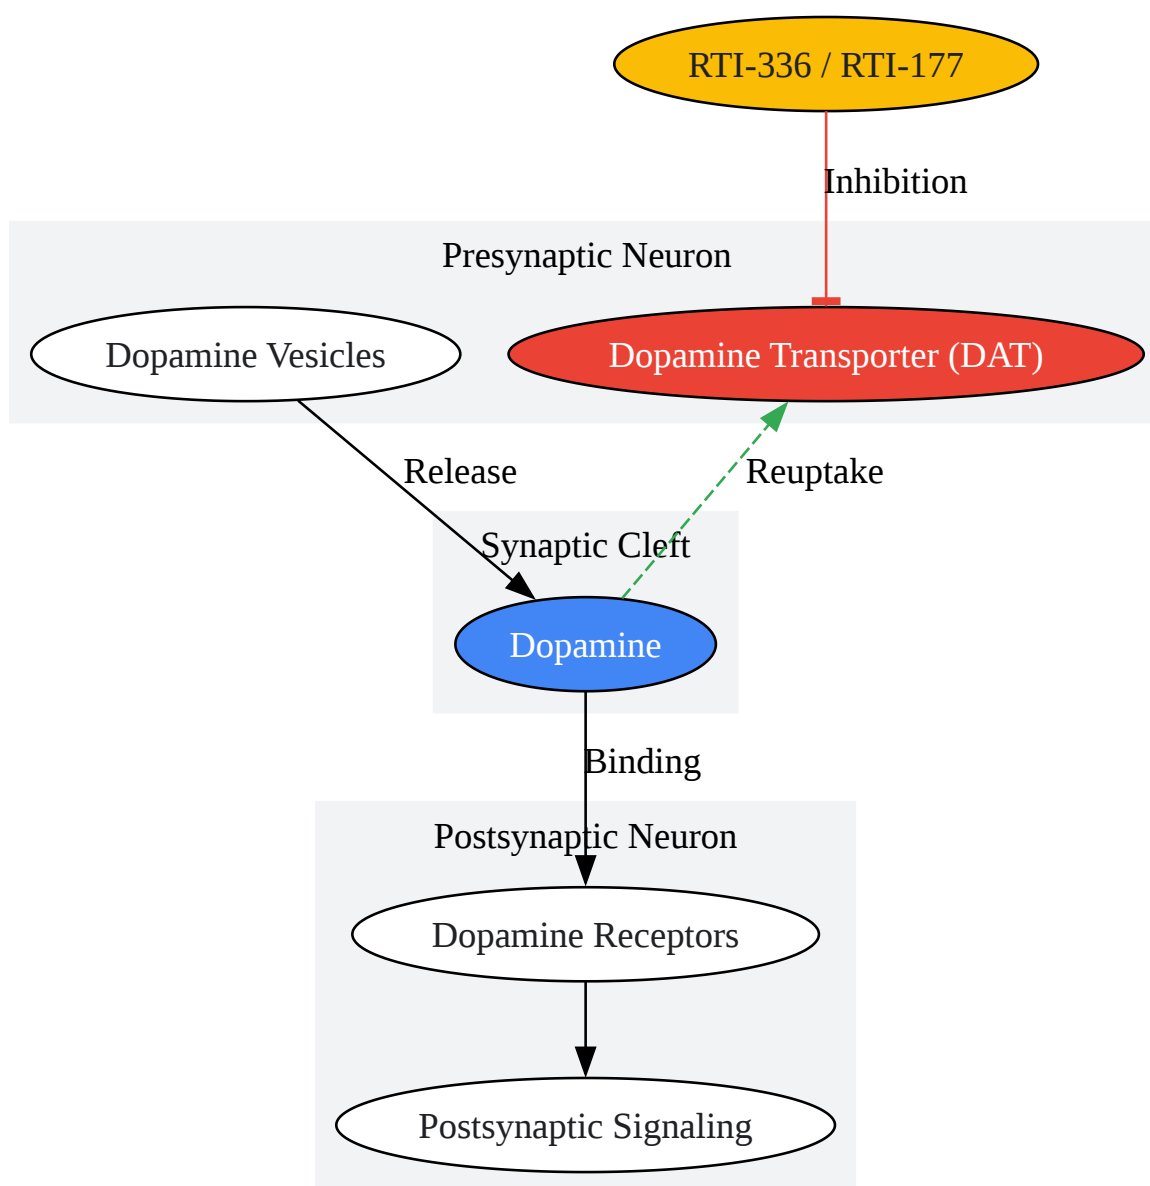 RTI-336 / RTI-177
Inhibition
Presynaptic Neuron
Dopamine Vesicles
Dopamine Transporter (DAT)
Release
Reuptake
Synaptic Cleft
Dopamine
Binding
Postsynaptic Neuron
Dopamine Receptors
Postsynaptic Signaling